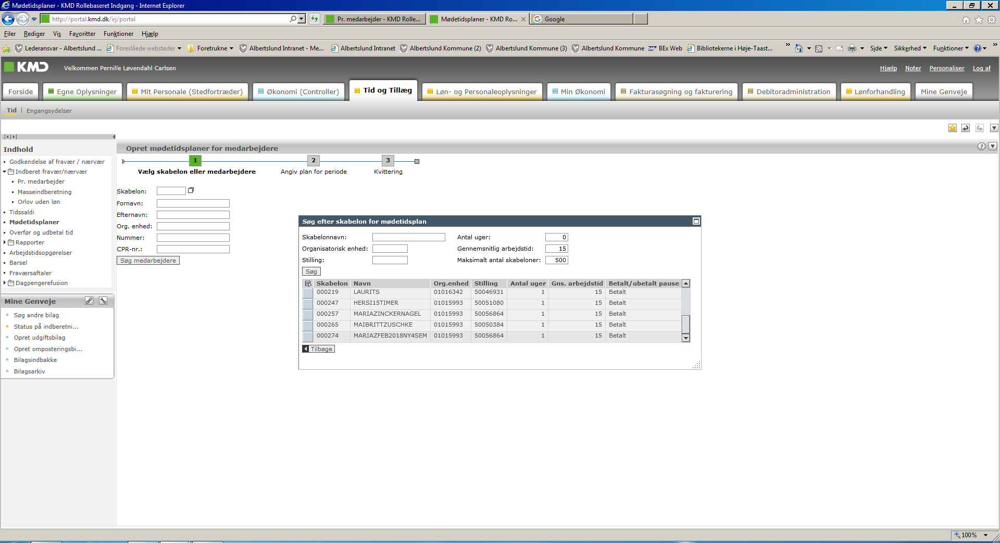 Mødetidsplaner - KMD Rollebaseret Indgang - Internet Explorer
http://portal.kmd.dk/irj/portal
Pr. medarbejder - KMD Rolle...
Mødetidsplaner - KMD Ro...
Google
Filer Rediger Vis Favoritter Funktioner Hjælp
Lederansvar - Albertslund ... Foreslåede websteder Foretrukne Albertslund Intranet - Me... Albertslund Intranet Albertslund Kommune (2) Albertslund Kommune (3) Albertslund Kommune BEx Web Bibliotekerne i Høje-Taast... » Side Sikkerhed Funktioner »
KMD Velkommen Pernille Løvendahl Carlsen Hjælp Noter Personaliser Log af
Forside Egne Oplysninger Mit Personale (Stedfortræder) Økonomi (Controller) Tid og Tillæg Løn- og Personaleoplysninger Min Økonomi Fakturasøgning og fakturering Debitoradministration Lønforhandling Mine Genveje
Tid | Engangsydelser
Indhold
Godkendelse af fravær / nærvær
Indberet fravær/nærvær
Pr. medarbejder
Masseindberetning
Orlov uden løn
Tidssaldi
Mødetidsplaner
Overfør og udbetal tid
Rapporter
Arbejdstidsopgørelser
Barsel
Fraværsaftaler
Dagpengerefusion
Mine Genveje
Søg andre bilag
Status på indberetni...
Opret udgiftsbilag
Opret omposteringsbi...
Bilagsindbakke
Bilagsarkiv
Opret mødetidsplaner for medarbejdere
1 2 3
Vælg skabelon eller medarbejdere Angiv plan for periode Kvittering
Skabelon:
Fornavn:
Efternavn:
Org. enhed:
Nummer:
CPR-nr.:
Søg medarbejdere
Søg efter skabelon for mødetidsplan
Skabelonnavn: Antal uger: 0
Organisatorisk enhed: Gennemsnitlig arbejdstid: 15
Stilling: Maksimalt antal skabeloner: 500
Søg
Skabelon Navn Org.enhed Stilling Antal uger Gns. arbejdstid Betalt/ubetalt pause
000219 LAURITS 01016342 50046931 1 15 Betalt
000247 HERSI15TIMER 01015993 50051080 1 15 Betalt
000257 MARIAZINCKERNAGEL 01015993 50056864 1 15 Betalt
000265 MAIBRITTZUSCHKE 01015993 50050384 1 15 Betalt
000274 MARIAZFEB2018NY4SEM 01015993 50056864 1 15 Betalt
Tilbage
100%